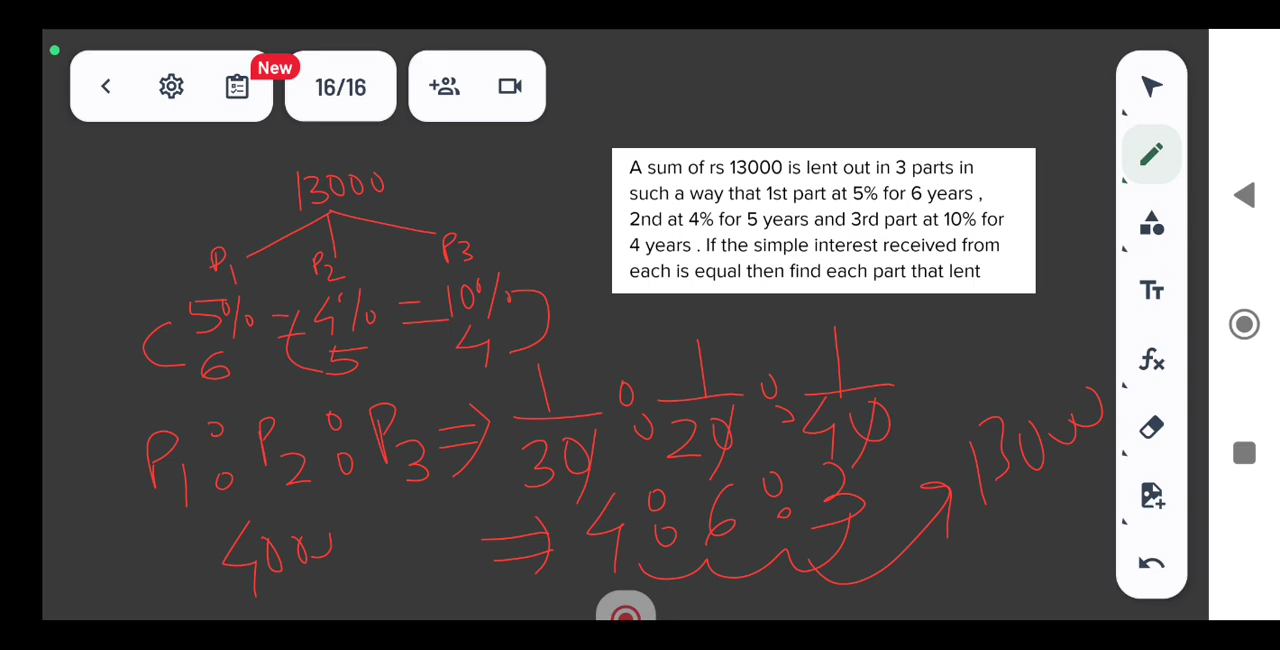 New
16/16
A sum of rs 13000 is lent out in 3 parts in
such a way that 1st part at 5% for 6 years ,
2nd at 4% for 5 years and 3rd part at 10% for
4 years . If the simple interest received from
each is equal then find each part that lent
13000
P1 P2 P3
5% = 4% = 10%
6 5 4
P1 : P2 : P3 ⇒ 1/30 : 1/20 : 1/40
⇒ 4 : 6 : 3 13000
4000
Tт
fx